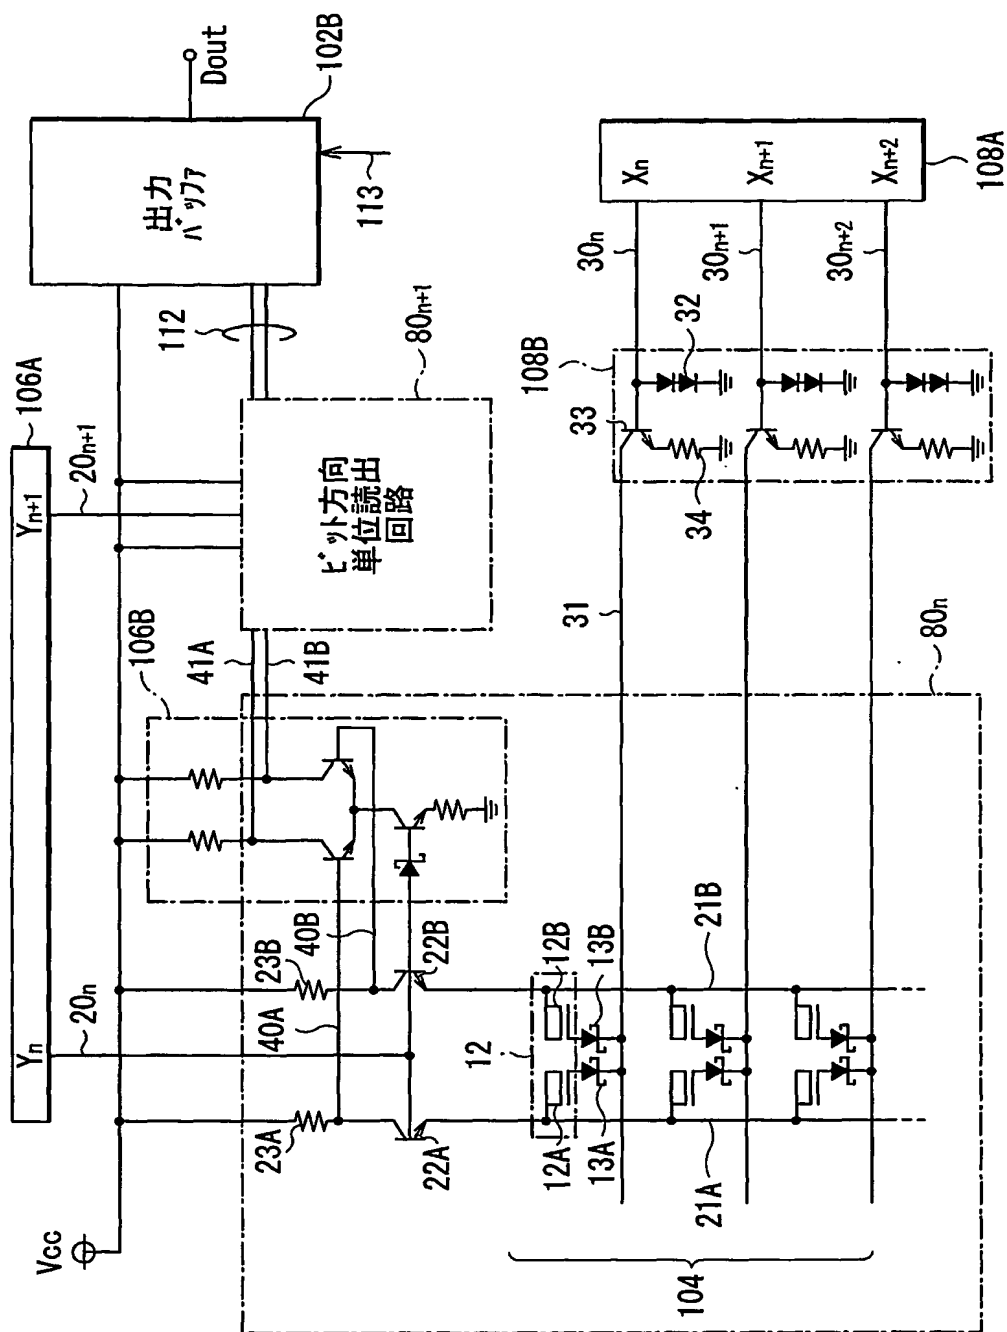 Vcc
Yn
106A
Yn+1
20n
20n+1
出力
バッファ
Dout
102B
113
112
106B
41A
41B
ビット方向
単位読出
回路
80n+1
23A
23B
40A
40B
22A
22B
12
12A
12B
13A
13B
21A
21B
104
80n
31
108B
33
32
34
30n
30n+1
30n+2
Xn
Xn+1
Xn+2
108A